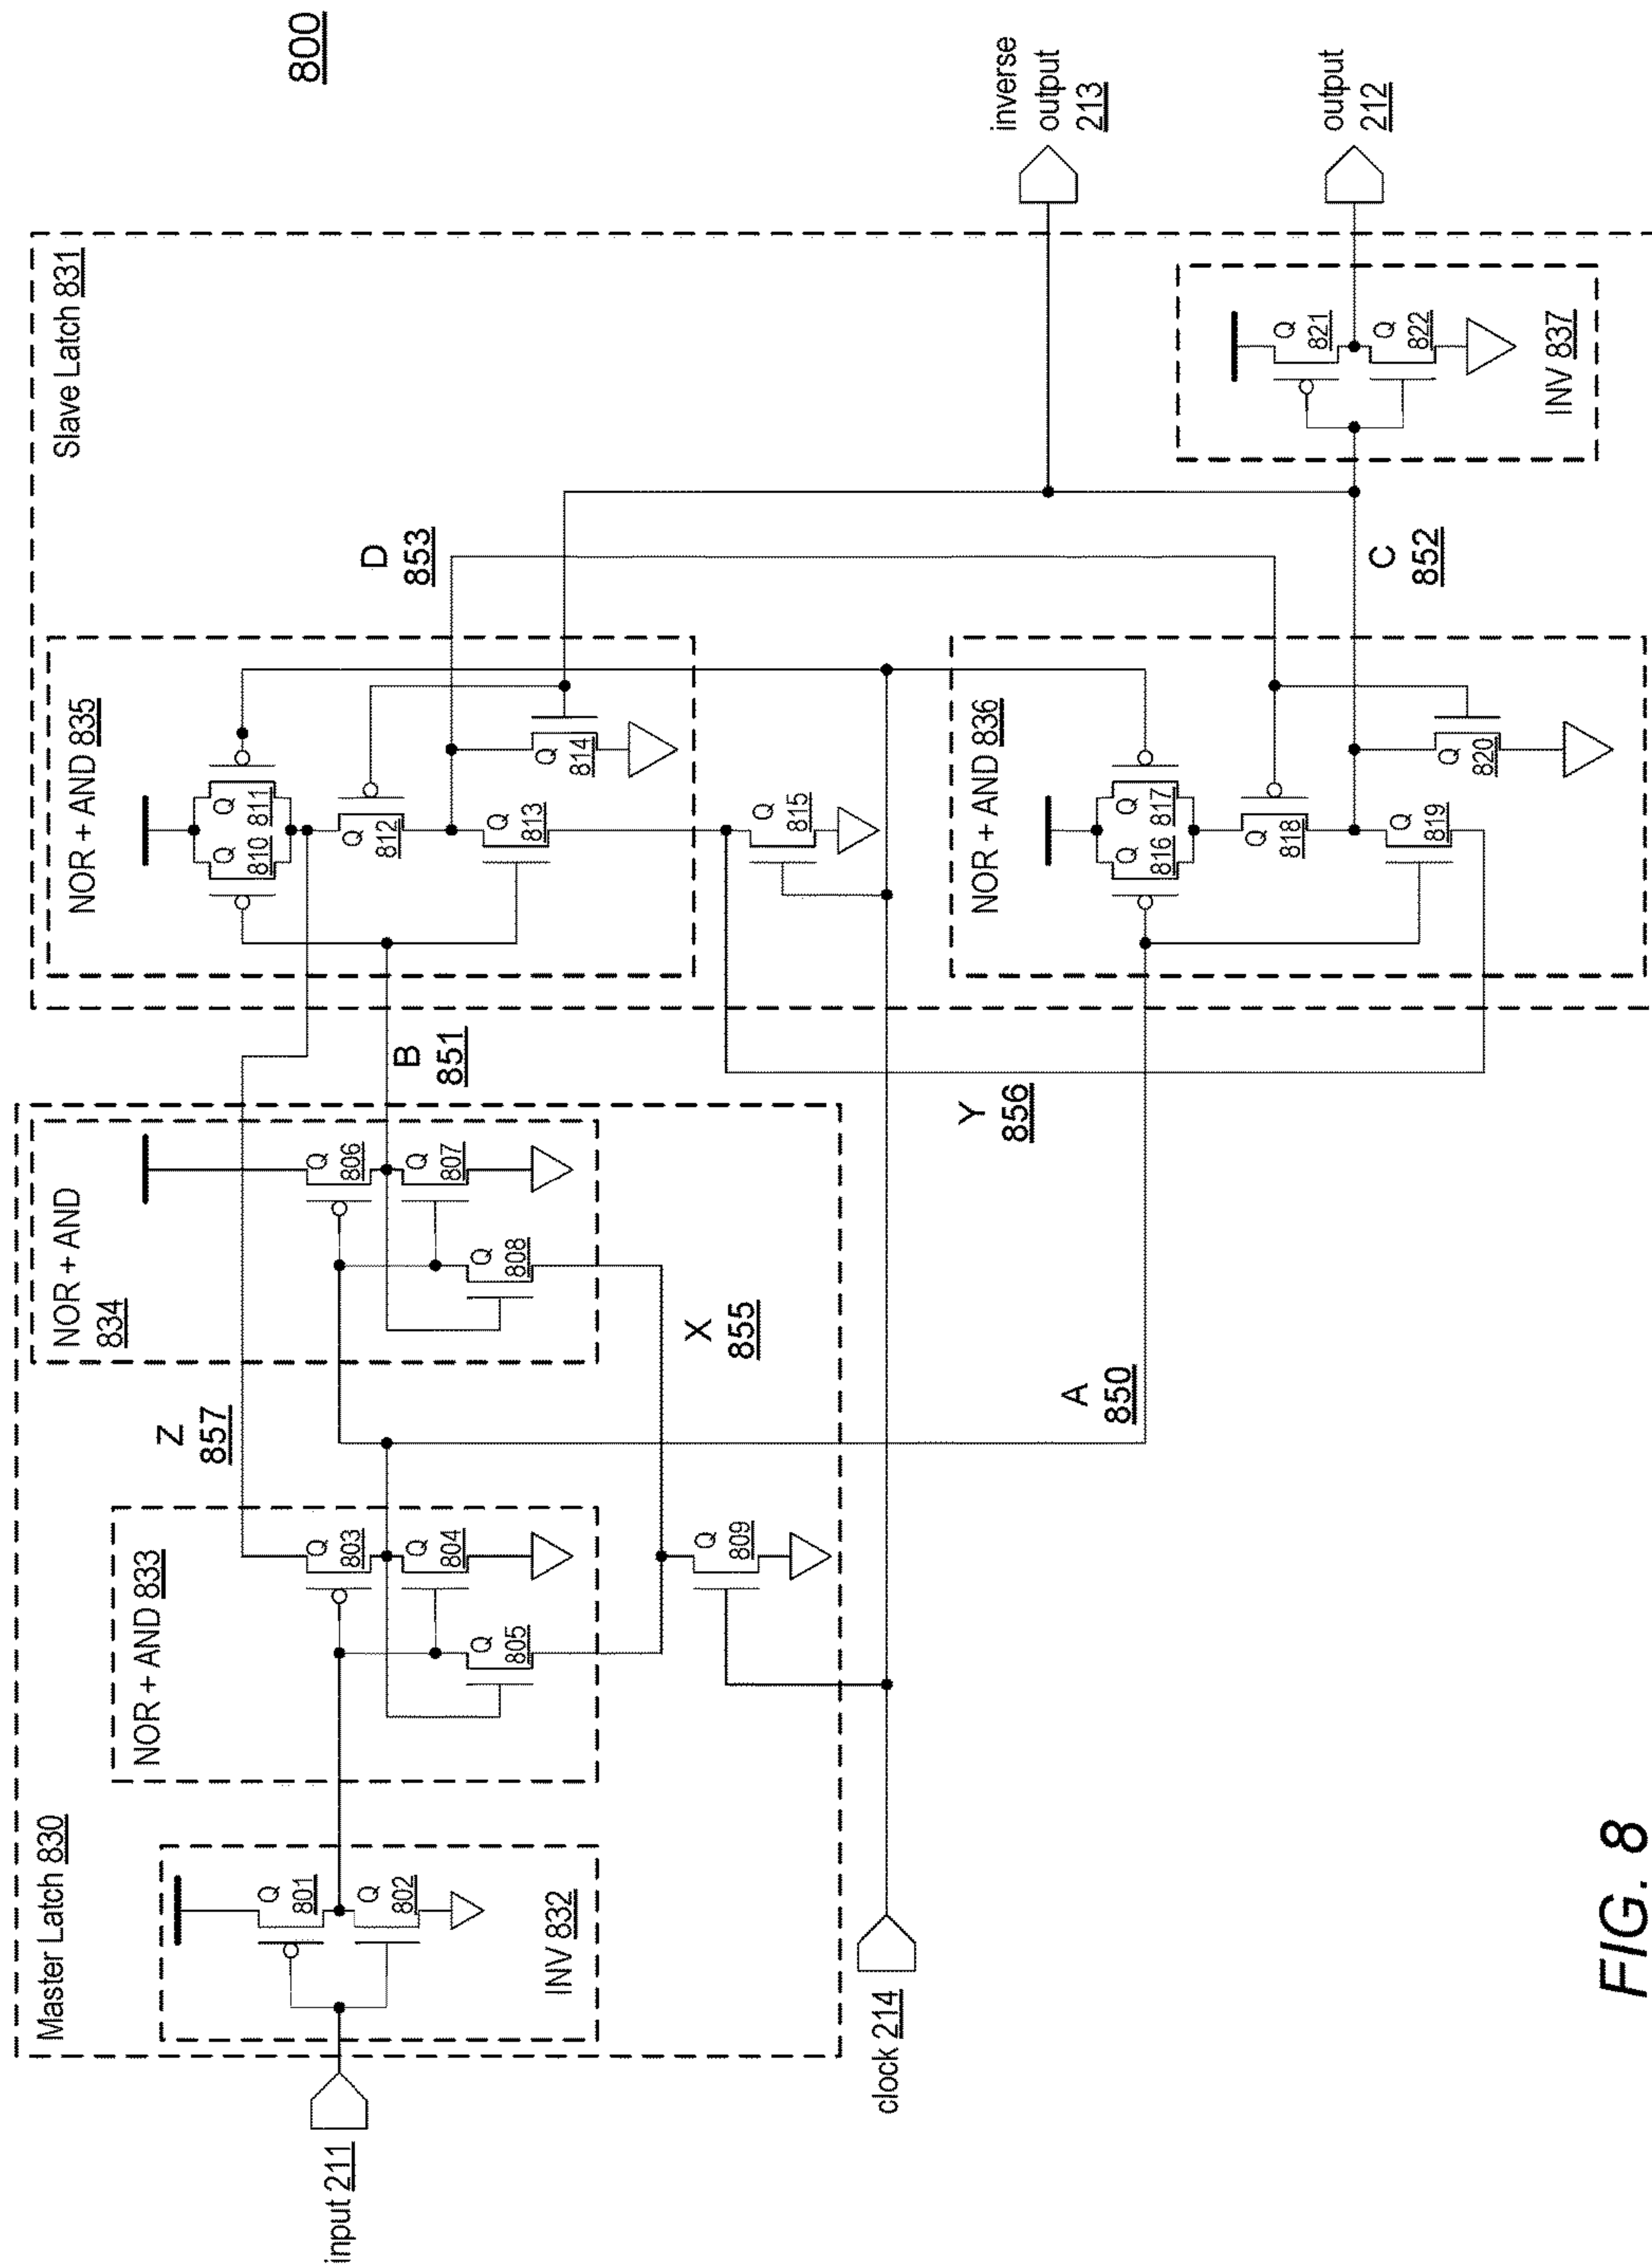 800
Master Latch 830
input 211
INV 832
Q
801
Q
802
NOR + AND 833
Q
803
Q
804
Q
805
NOR + AND
834
Q
806
Q
807
Q
808
Q
809
clock 214
Z
857
X
855
A
850
B
851
Y
856
Slave Latch 831
NOR + AND 835
Q
810
Q
811
Q
812
Q
813
Q
814
Q
815
NOR + AND 836
Q
816
Q
817
Q
818
Q
819
Q
820
D
853
C
852
INV 837
Q
821
Q
822
inverse
output
213
output
212
FIG. 8